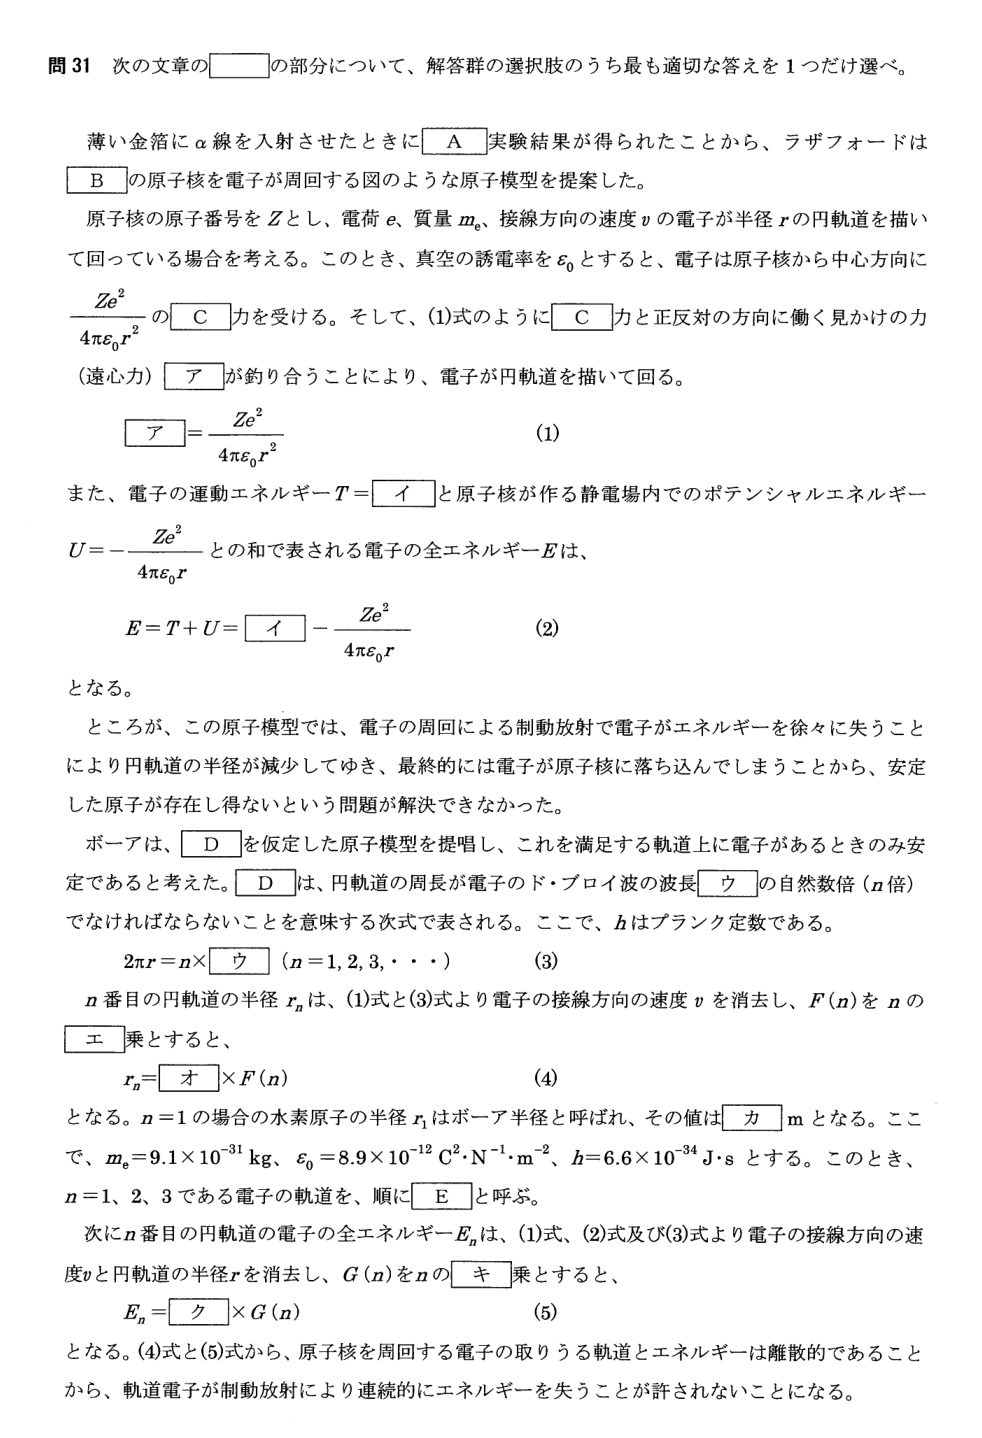 問 31　次の文章の　　　の部分について、解答群の選択肢のうち最も適切な答えを 1 つだけ選べ。
薄い金箔に α 線を入射させたときに A 実験結果が得られたことから、ラザフォードは
B の原子核を電子が周回する図のような原子模型を提案した。
原子核の原子番号を Z とし、電荷 e、質量 mₑ、接線方向の速度 v の電子が半径 r の円軌道を描い
て回っている場合を考える。このとき、真空の誘電率を ε₀ とすると、電子は原子核から中心方向に
Ze²/4πε₀r² の C 力を受ける。そして、(1)式のように C 力と正反対の方向に働く見かけの力
（遠心力） ア が釣り合うことにより、電子が円軌道を描いて回る。
ア = Ze²/4πε₀r² (1)
また、電子の運動エネルギー T = イ と原子核が作る静電場内でのポテンシャルエネルギー
U = − Ze²/4πε₀r との和で表される電子の全エネルギー E は、
E = T + U = イ − Ze²/4πε₀r (2)
となる。
ところが、この原子模型では、電子の周回による制動放射で電子がエネルギーを徐々に失うこと
により円軌道の半径が減少してゆき、最終的には電子が原子核に落ち込んでしまうことから、安定
した原子が存在し得ないという問題が解決できなかった。
ボーアは、 D を仮定した原子模型を提唱し、これを満足する軌道上に電子があるときのみ安
定であると考えた。 D は、円軌道の周長が電子のド・ブロイ波の波長 ウ の自然数倍 (n 倍)
でなければならないことを意味する次式で表される。ここで、h はプランク定数である。
2πr = n× ウ (n = 1, 2, 3, ・・・) (3)
n 番目の円軌道の半径 rₙ は、(1)式と(3)式より電子の接線方向の速度 v を消去し、F (n) を n の
エ 乗とすると、
rₙ = オ × F (n) (4)
となる。n = 1 の場合の水素原子の半径 r₁ はボーア半径と呼ばれ、その値は カ m となる。ここ
で、mₑ = 9.1×10⁻³¹ kg、ε₀ = 8.9×10⁻¹² C²・N⁻¹・m⁻²、h = 6.6×10⁻³⁴ J・s とする。このとき、
n = 1、2、3 である電子の軌道を、順に E と呼ぶ。
次に n 番目の円軌道の電子の全エネルギー Eₙ は、(1)式、(2)式及び(3)式より電子の接線方向の速
度 v と円軌道の半径 r を消去し、G (n) を n の キ 乗とすると、
Eₙ = ク × G (n) (5)
となる。(4)式と(5)式から、原子核を周回する電子の取りうる軌道とエネルギーは離散的であること
から、軌道電子が制動放射により連続的にエネルギーを失うことが許されないことになる。